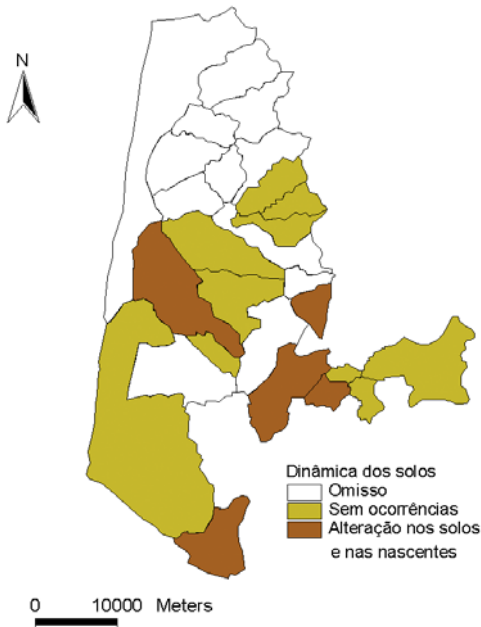 N
Dinâmica dos solos
Omisso
Sem ocorrências
Alteração nos solos
e nas nascentes
0 10000 Meters